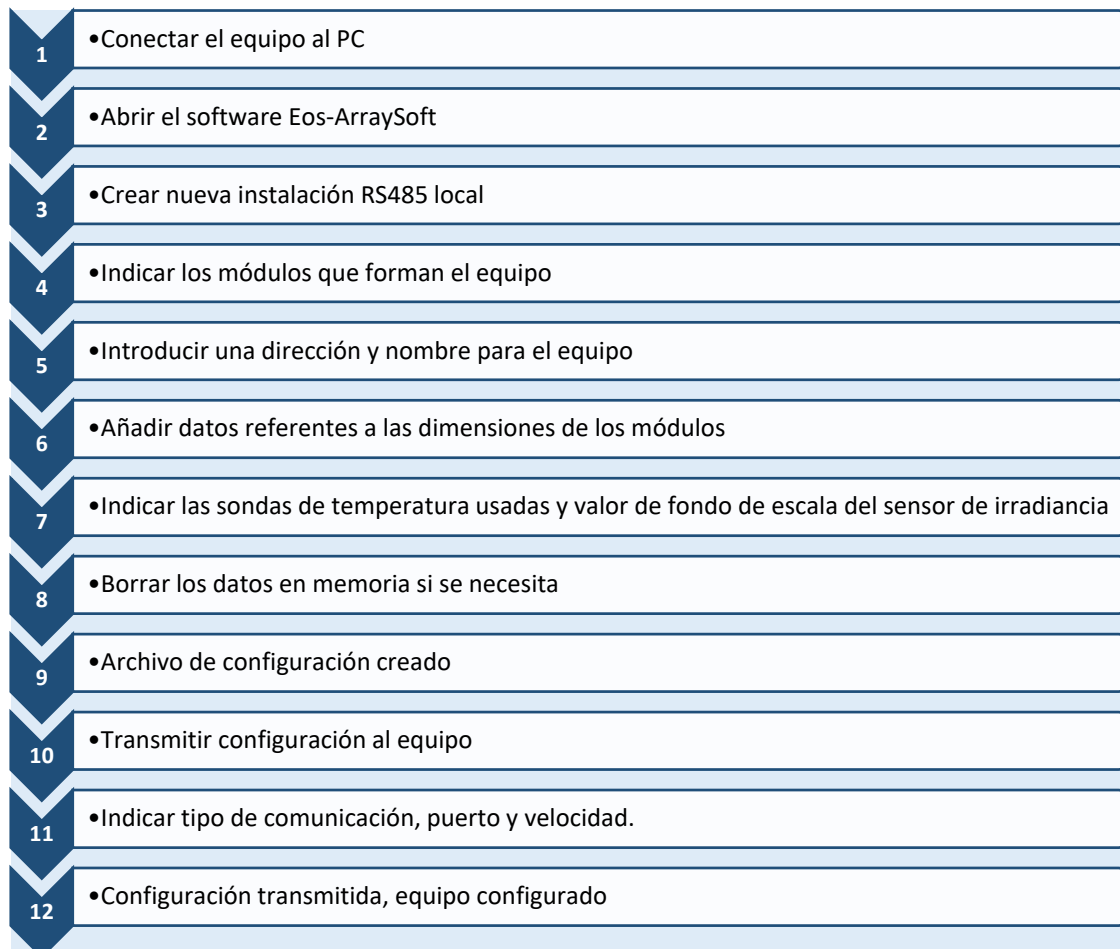 1
•Conectar el equipo al PC
2
•Abrir el software Eos-ArraySoft
3
•Crear nueva instalación RS485 local
4
•Indicar los módulos que forman el equipo
5
•Introducir una dirección y nombre para el equipo
6
•Añadir datos referentes a las dimensiones de los módulos
7
•Indicar las sondas de temperatura usadas y valor de fondo de escala del sensor de irradiancia
8
•Borrar los datos en memoria si se necesita
9
•Archivo de configuración creado
10
•Transmitir configuración al equipo
11
•Indicar tipo de comunicación, puerto y velocidad.
12
•Configuración transmitida, equipo configurado